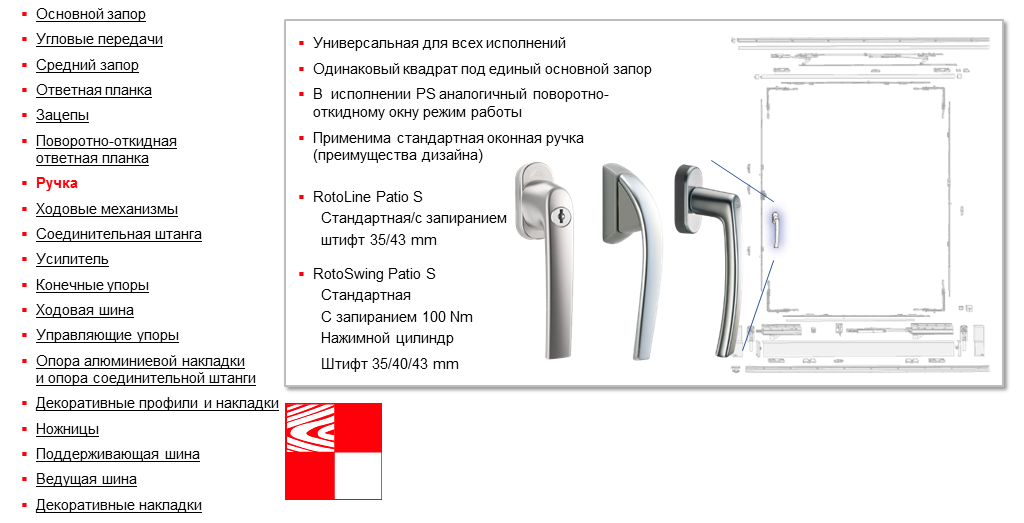 Основной запор
Угловые передачи
Средний запор
Ответная планка
Зацепы
Поворотно-откидная
ответная планка
Ручка
Ходовые механизмы
Соединительная штанга
Усилитель
Конечные упоры
Ходовая шина
Управляющие упоры
Опора алюминиевой накладки
и опора соединительной штанги
Декоративные профили и накладки
Ножницы
Поддерживающая шина
Ведущая шина
Декоративные накладки
Универсальная для всех исполнений
Одинаковый квадрат под единый основной запор
В исполнении PS аналогичный поворотно-
откидному окну режим работы
Применима стандартная оконная ручка
(преимущества дизайна)
RotoLine Patio S
Стандартная/с запиранием
штифт 35/43 mm
RotoSwing Patio S
Стандартная
С запиранием 100 Nm
Нажимной цилиндр
Штифт 35/40/43 mm